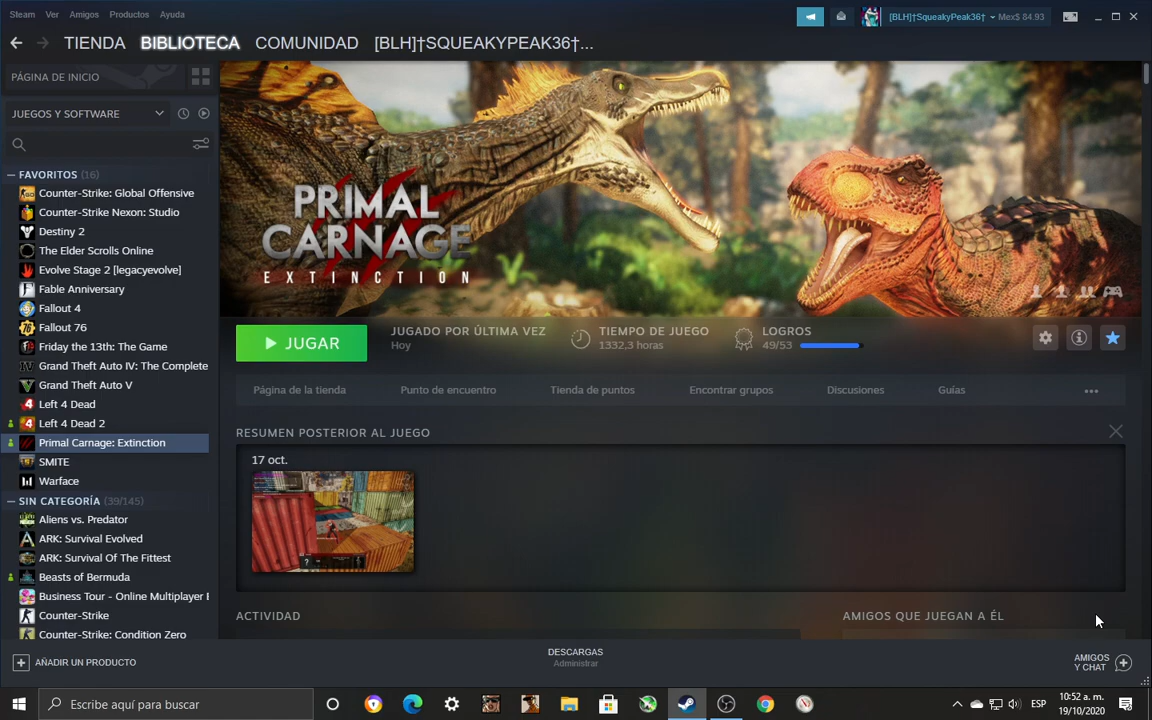 Steam Ver Amigos Productos Ayuda
[BLH]†SQueakyPeak36† Mex$ 84.93
TIENDA BIBLIOTECA COMUNIDAD [BLH]†SQUEAKYPEAK36†...
PÁGINA DE INICIO
JUEGOS Y SOFTWARE
FAVORITOS (16)
Counter-Strike: Global Offensive
Counter-Strike Nexon: Studio
Destiny 2
The Elder Scrolls Online
Evolve Stage 2 [legacyevolve]
Fable Anniversary
Fallout 4
Fallout 76
Friday the 13th: The Game
Grand Theft Auto IV: The Complete
Grand Theft Auto V
Left 4 Dead
Left 4 Dead 2
Primal Carnage: Extinction
SMITE
Warface
SIN CATEGORÍA (39/145)
Aliens vs. Predator
ARK: Survival Evolved
ARK: Survival Of The Fittest
Beasts of Bermuda
Business Tour - Online Multiplayer
Counter-Strike
Counter-Strike: Condition Zero
AÑADIR UN PRODUCTO
PRIMAL
CARNAGE
EXTINCTION
JUGAR
JUGADO POR ÚLTIMA VEZ
Hoy
TIEMPO DE JUEGO
1332,3 horas
LOGROS
49/53
Página de la tienda Punto de encuentro Tienda de puntos Encontrar grupos Discusiones Guías
RESUMEN POSTERIOR AL JUEGO
17 oct.
ACTIVIDAD
AMIGOS QUE JUEGAN A ÉL
DESCARGAS
Administrar
AMIGOS
Y CHAT
Escribe aquí para buscar
ESP
10:52 a. m.
19/10/2020